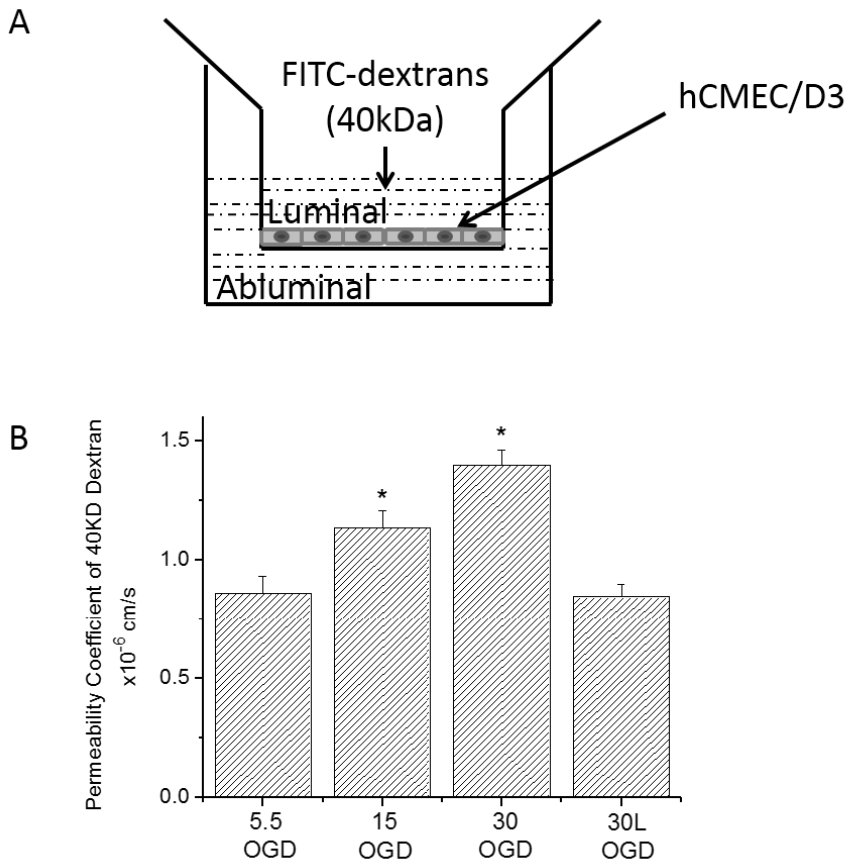 A
FITC-dextrans
(40kDa)
hCMEC/D3
Luminal
Abluminal
B
Permeability Coefficient of 40KD Dextran
x10⁻⁶ cm/s
1.5
1.0
0.5
0.0
*
*
5.5 15 30 30L
OGD OGD OGD OGD